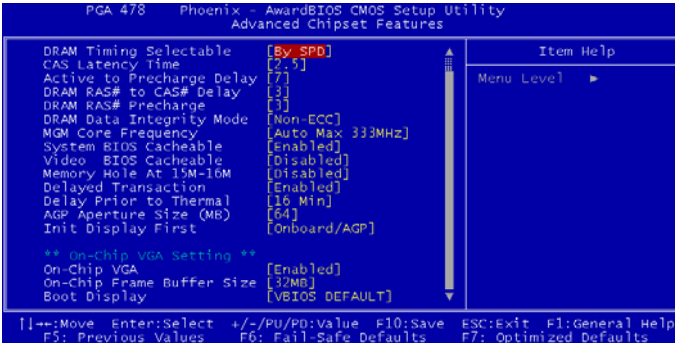 PGA 478 Phoenix - AwardBIOS CMOS Setup Utility
Advanced Chipset Features
DRAM Timing Selectable [By SPD]
CAS Latency Time [2.5]
Active to Precharge Delay [7]
DRAM RAS# to CAS# Delay [3]
DRAM RAS# Precharge [3]
DRAM Data Integrity Mode [Non-ECC]
MGM Core Frequency [Auto Max 333MHz]
System BIOS Cacheable [Enabled]
Video BIOS Cacheable [Disabled]
Memory Hole At 15M-16M [Disabled]
Delayed Transaction [Enabled]
Delay Prior to Thermal [16 Min]
AGP Aperture Size (MB) [64]
Init Display First [Onboard/AGP]
** On-Chip VGA Setting **
On-Chip VGA [Enabled]
On-Chip Frame Buffer Size [32MB]
Boot Display [VBIOS DEFAULT]
Item Help
Menu Level ►
↑↓→←:Move Enter:Select +/-/PU/PD:Value F10:Save ESC:Exit F1:General Help
F5: Previous Values F6: Fail-Safe Defaults F7: Optimized Defaults